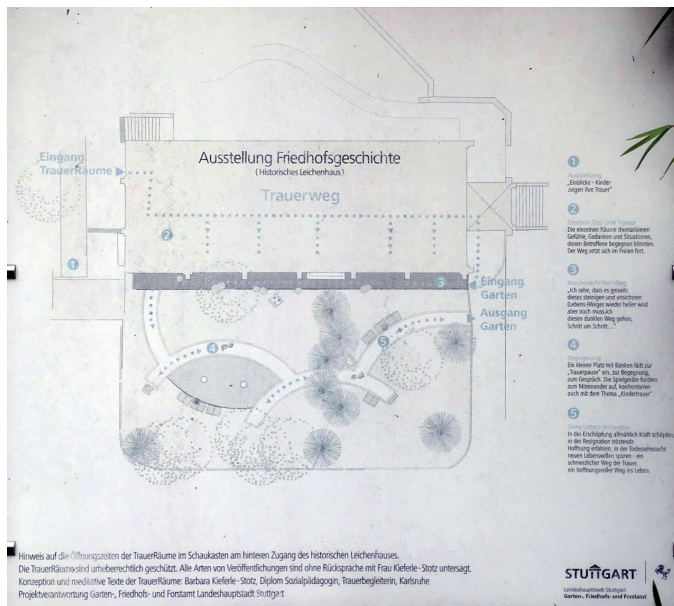 Eingang
TrauerRäume
Ausstellung Friedhofsgeschichte
(Historisches Leichenhaus)
Trauerweg
2
1
3
Eingang
Garten
Ausgang
Garten
4
5
1
Ausstellung
„Einblicke - Kinder
zeigen ihre Trauer“
2
Die einzelnen Räume thematisieren
Gefühle, Gedanken und Situationen,
denen Betroffene begegnen könnten.
Der Weg setzt sich im Freien fort.
3
„Ich sehe, dass es jenseits
dieses steinigen und unsicheren
(Lebens-)Weges wieder heller wird
aber noch muss ich
diesen dunklen Weg gehen,
Schritt um Schritt...“
4
Begegnung
Ein kleiner Platz mit Bänken lädt zur
„Trauerpause“ ein, zur Begegnung,
zum Gespräch. Die Spielgeräte fordern
zum Miteinander auf, konfrontieren
auch mit dem Thema „Kindertrauer“.
5
In der Erschöpfung allmählich Kraft schöpfen,
in der Resignation tröstende
Hoffnung erfahren, in der Todessehnsucht
neuen Lebenswillen spüren - ein
schmerzlicher Weg der Trauer,
ein hoffnungsvoller Weg ins Leben.
Hinweis auf die Öffnungszeiten der TrauerRäume im Schaukasten am hinteren Zugang des historischen Leichenhauses.
Die TrauerRäume sind urheberrechtlich geschützt. Alle Arten von Veröffentlichungen sind ohne Rücksprache mit Frau Kieferle-Stotz untersagt.
Konzeption und meditative Texte der TrauerRäume: Barbara Kieferle-Stotz, Diplom Sozialpädagogin, Trauerbegleiterin, Karlsruhe
Projektverantwortung Garten-, Friedhofs- und Forstamt Landeshauptstadt Stuttgart
STUTTGART
Landeshauptstadt Stuttgart
Garten-, Friedhofs- und Forstamt